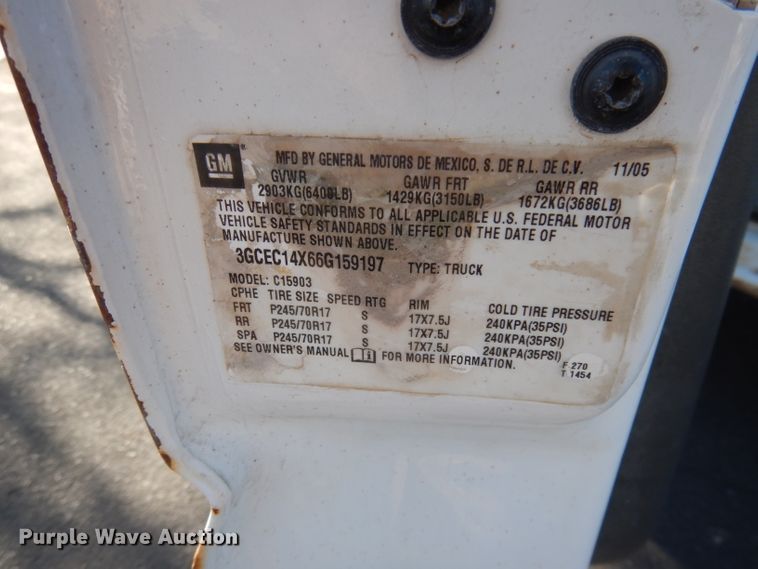 GM ® MFD BY GENERAL MOTORS DE MEXICO, S. DE R.L. DE C.V. 11/05
GVWR GAWR FRT GAWR RR
2903KG(6400LB) 1429KG(3150LB) 1672KG(3686LB)
THIS VEHICLE CONFORMS TO ALL APPLICABLE U.S. FEDERAL MOTOR
VEHICLE SAFETY STANDARDS IN EFFECT ON THE DATE OF
MANUFACTURE SHOWN ABOVE.
3GCEC14X66G159197 TYPE: TRUCK
MODEL: C15903
CPHE TIRE SIZE SPEED RTG RIM COLD TIRE PRESSURE
FRT P245/70R17 S 17X7.5J 240KPA(35PSI)
RR P245/70R17 S 17X7.5J 240KPA(35PSI)
SPA P245/70R17 S 17X7.5J 240KPA(35PSI)
SEE OWNER'S MANUAL FOR MORE INFORMATION.
F 270
T 1454
Purple Wave Auction